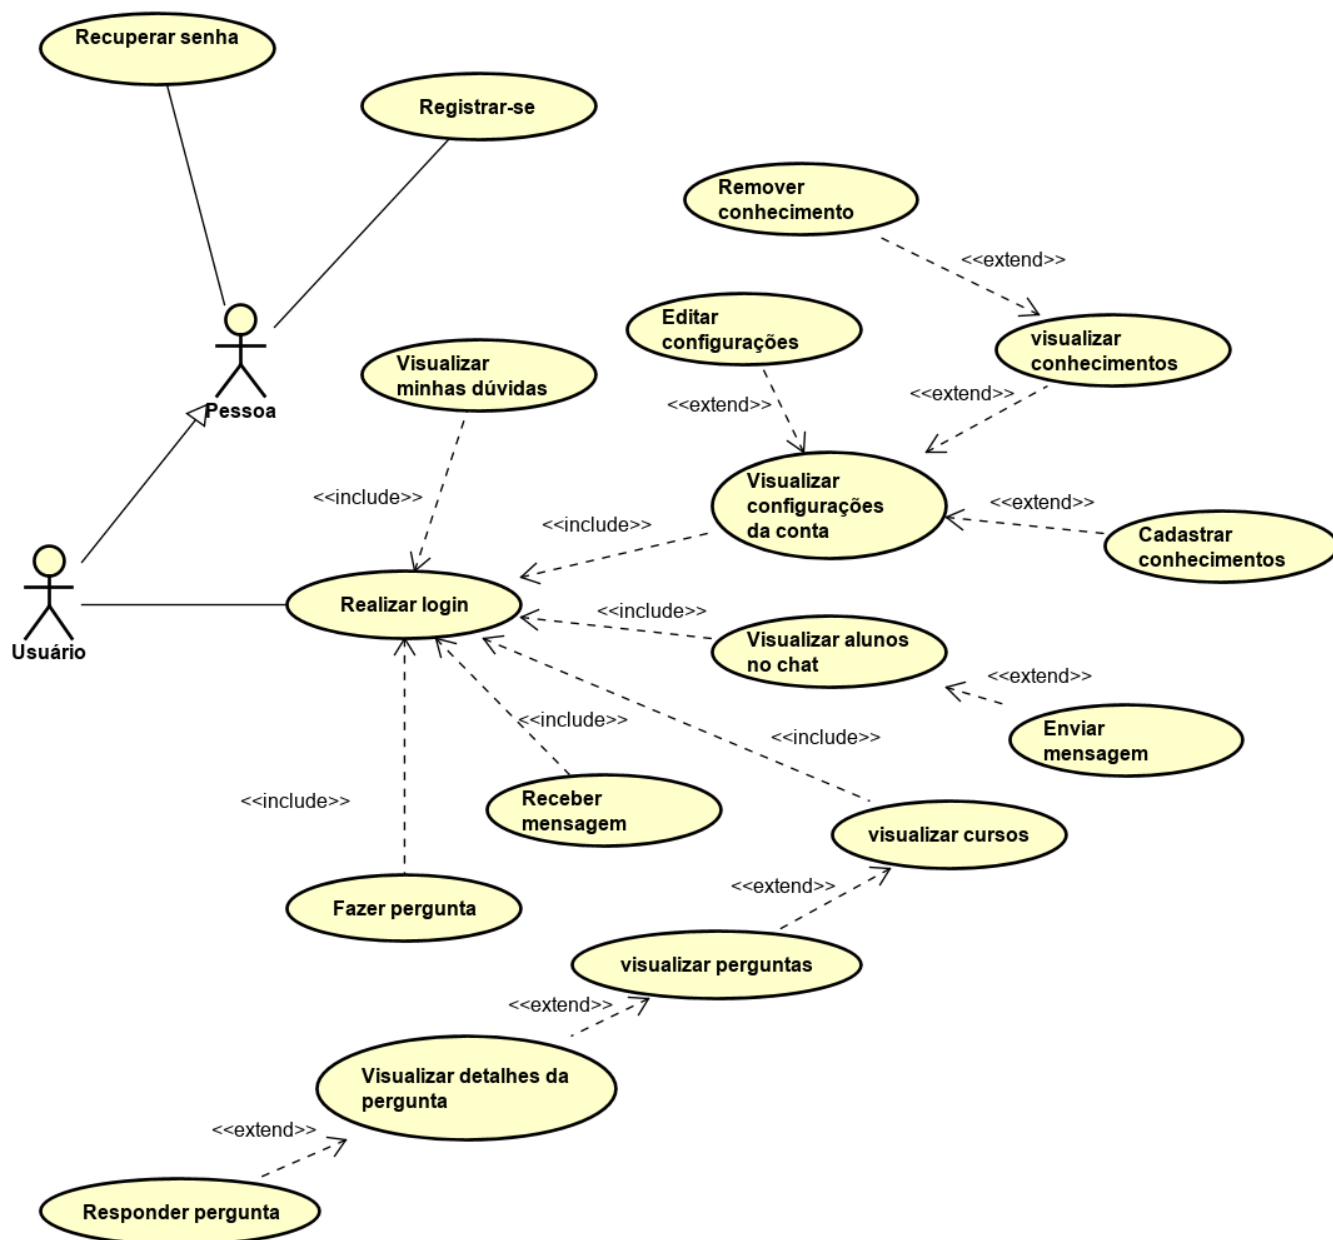 Recuperar senha
Registrar-se
Remover
conhecimento
<<extend>>
Editar
configurações
visualizar
conhecimentos
Visualizar
minhas dúvidas
<<extend>>
<<extend>>
Pessoa
<<include>>
Visualizar
configurações
da conta
<<extend>>
<<include>>
Cadastrar
conhecimentos
Realizar login
<<include>>
Usuário
Visualizar alunos
no chat
<<extend>>
<<include>>
Enviar
mensagem
<<include>>
<<include>>
Receber
mensagem
visualizar cursos
<<extend>>
Fazer pergunta
visualizar perguntas
<<extend>>
Visualizar detalhes da
pergunta
<<extend>>
Responder pergunta